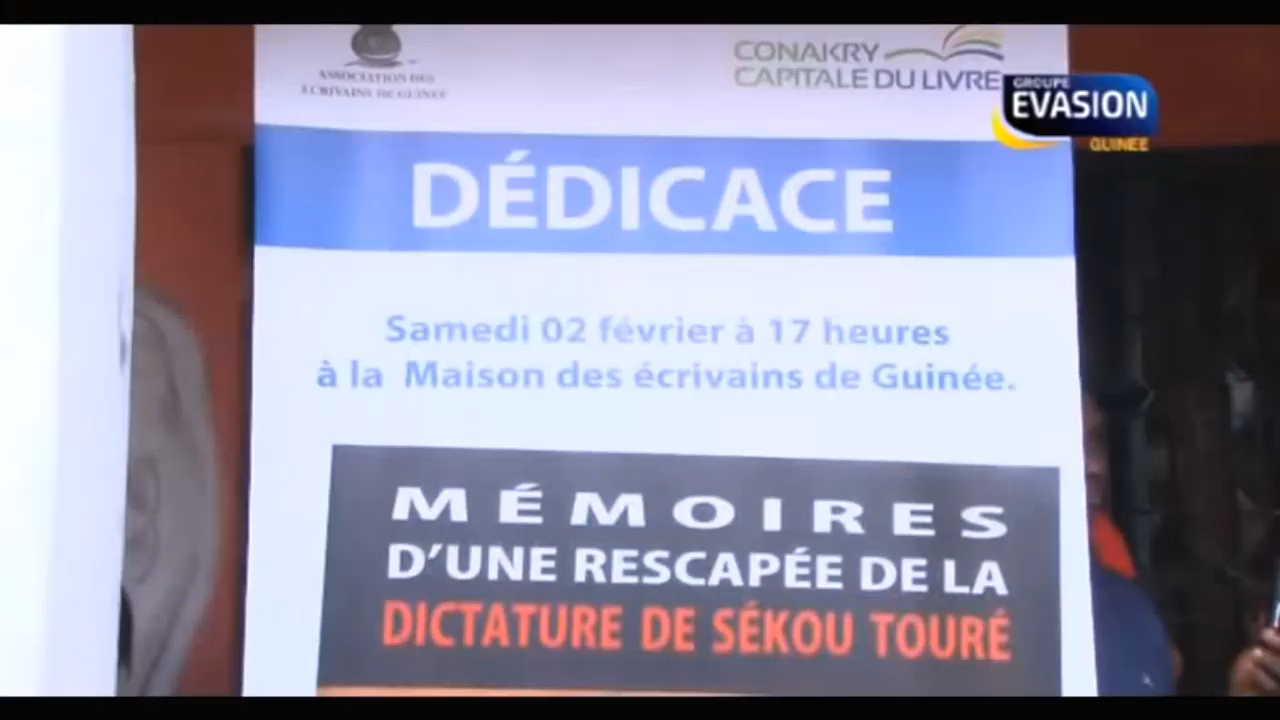 ASSOCIATION DES
ÉCRIVAINS DE GUINÉE
CONAKRY
CAPITALE DU LIVRE
GROUPE
EVASION
GUINEE
DÉDICACE
Samedi 02 février à 17 heures
à la Maison des écrivains de Guinée.
MÉMOIRES
D'UNE RESCAPÉE DE LA
DICTATURE DE SÉKOU TOURÉ